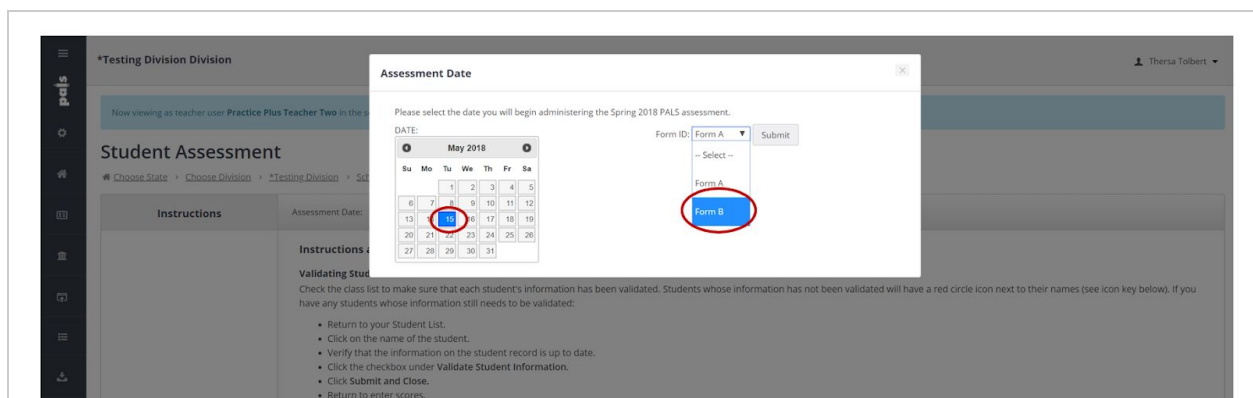 pals
*Testing Division Division
Thersa Tolbert
Now viewing as teacher user Practice Plus Teacher Two in the s
Student Assessment
Choose State › Choose Division › *Testing Division › Sch
Instructions
Assessment Date:
Assessment Date
Please select the date you will begin administering the Spring 2018 PALS assessment.
DATE:
May 2018
Su Mo Tu We Th Fr Sa
1 2 3 4 5
6 7 8 9 10 11 12
13 15 16 17 18 19
20 21 22 23 24 25 26
27 28 29 30 31
Form ID: Form A Submit
-- Select --
Form A
Form B
Instructions
Validating Stud
Check the class list to make sure that each student's information has been validated. Students whose information has not been validated will have a red circle icon next to their names (see icon key below). If you
have any students whose information still needs to be validated:
• Return to your Student List.
• Click on the name of the student.
• Verify that the information on the student record is up to date.
• Click the checkbox under Validate Student Information.
• Click Submit and Close.
• Return to enter scores.